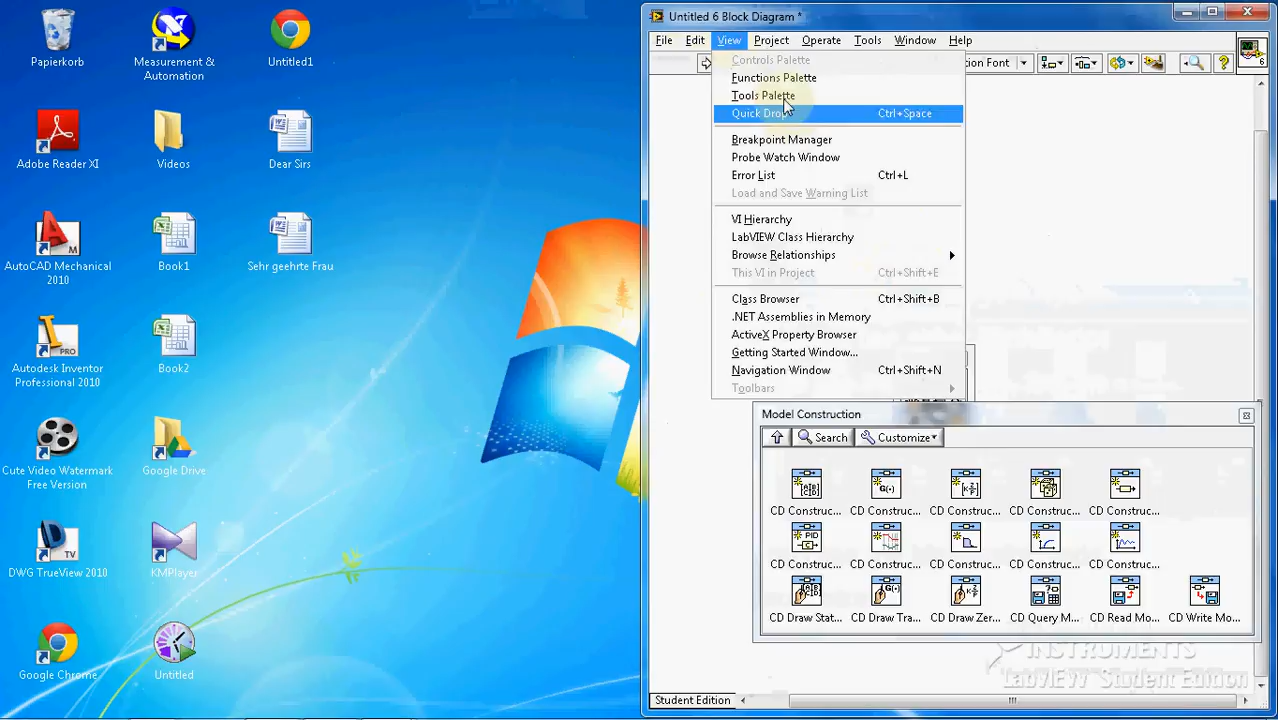 Papierkorb
Measurement &
Automation
Untitled1
Adobe Reader XI
Videos
Dear Sirs
AutoCAD Mechanical
2010
Book1
Sehr geehrte Frau
Autodesk Inventor
Professional 2010
Book2
Cute Video Watermark
Free Version
Google Drive
DWG TrueView 2010
KMPlayer
Google Chrome
Untitled
Untitled 6 Block Diagram *
File Edit View Project Operate Tools Window Help
ion Font
Controls Palette
Functions Palette
Tools Palette
Quick Drop Ctrl+Space
Breakpoint Manager
Probe Watch Window
Error List Ctrl+L
Load and Save Warning List
VI Hierarchy
LabVIEW Class Hierarchy
Browse Relationships
This VI in Project Ctrl+Shift+E
Class Browser Ctrl+Shift+B
.NET Assemblies in Memory
ActiveX Property Browser
Getting Started Window...
Navigation Window Ctrl+Shift+N
Toolbars
Model Construction
Search Customize
CD Construc... CD Construc... CD Construc... CD Construc... CD Construc...
PID
CD Construc... CD Construc... CD Construc... CD Construc... CD Construc...
CD Draw Stat... CD Draw Tra... CD Draw Zer... CD Query M... CD Read Mo... CD Write Mo...
INSTRUMENTS
LabVIEW™ Student Edition
Student Edition